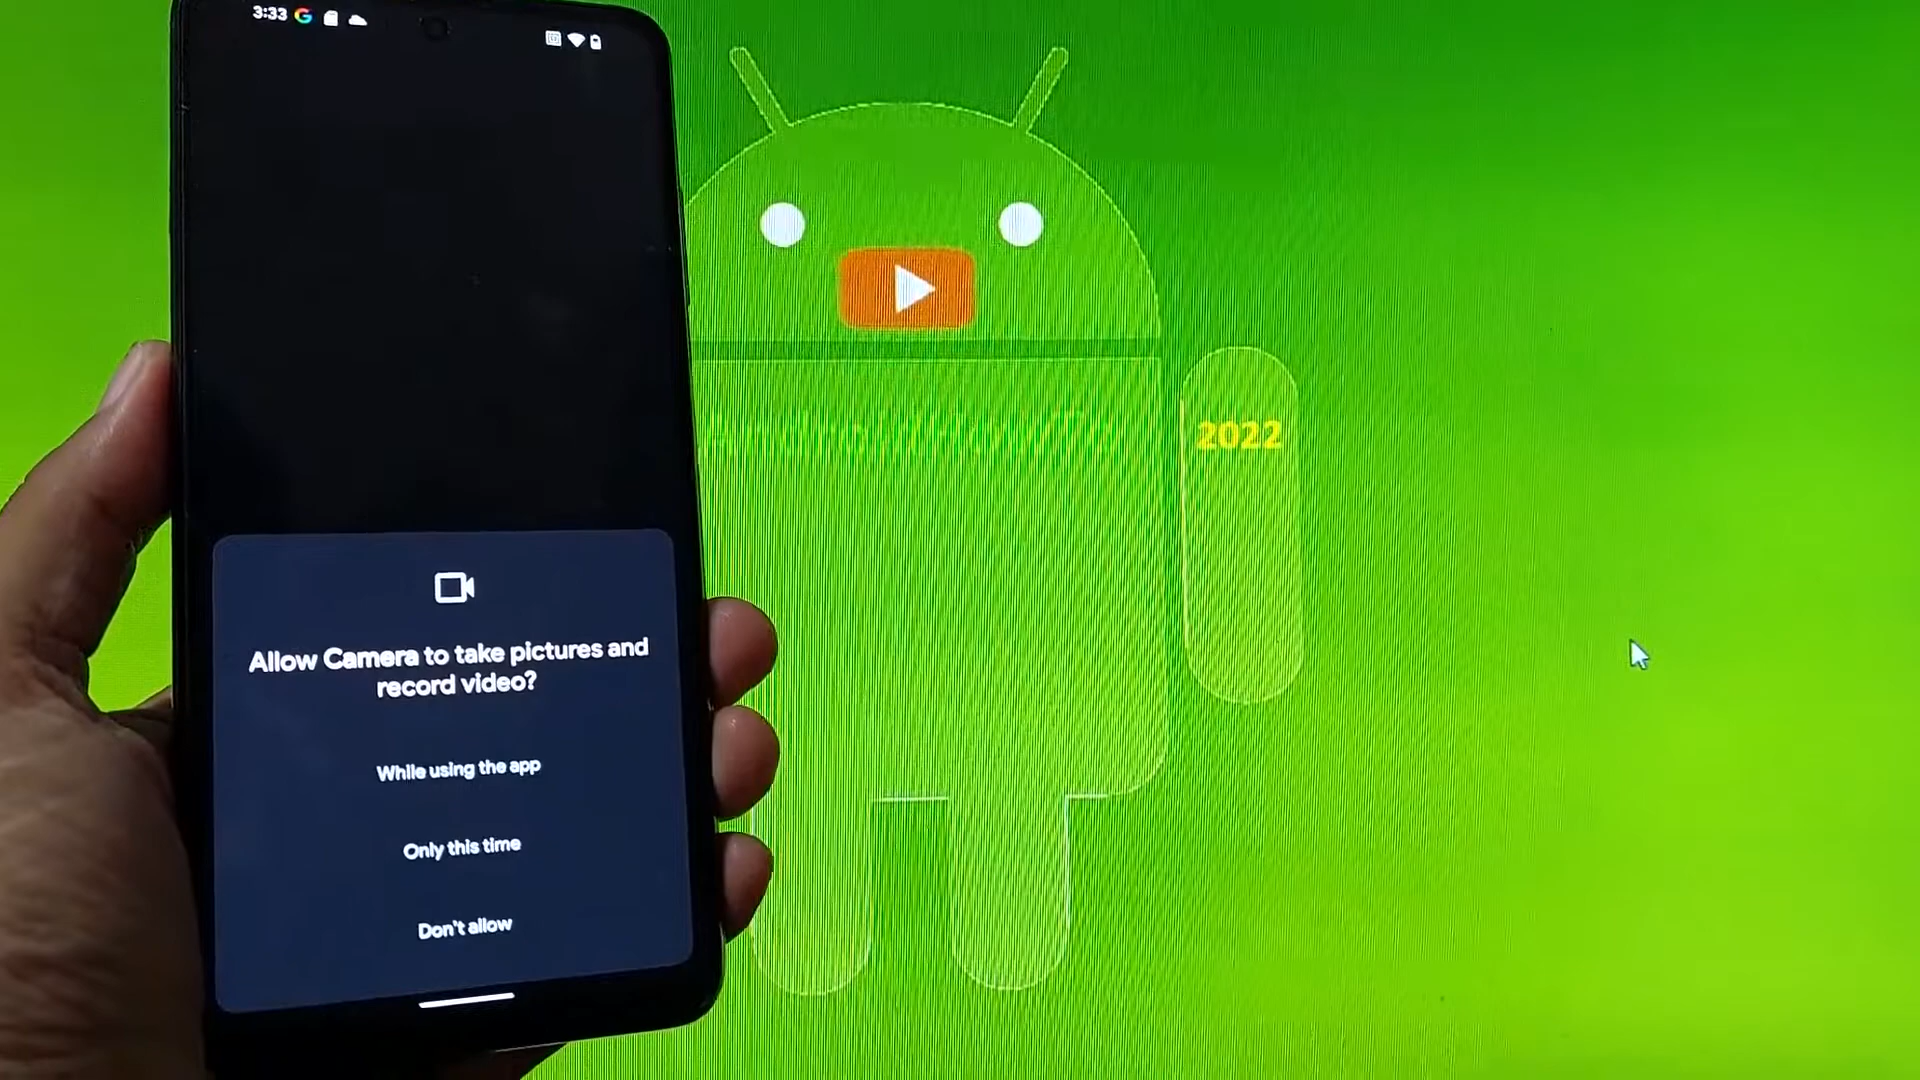 3:33 G
Allow Camera to take pictures and
record video?
While using the app
Only this time
Don't allow
AndroidHowTo
2022